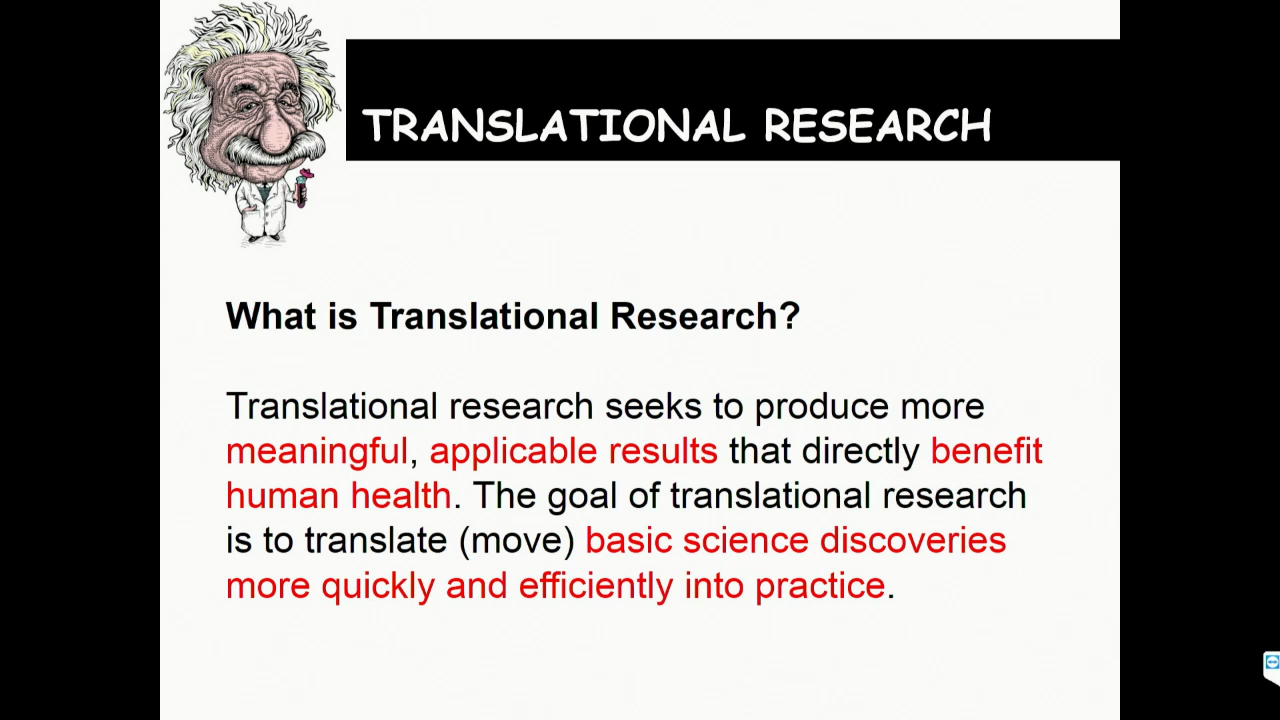 TRANSLATIONAL RESEARCH
What is Translational Research?
Translational research seeks to produce more
meaningful, applicable results that directly benefit
human health. The goal of translational research
is to translate (move) basic science discoveries
more quickly and efficiently into practice.